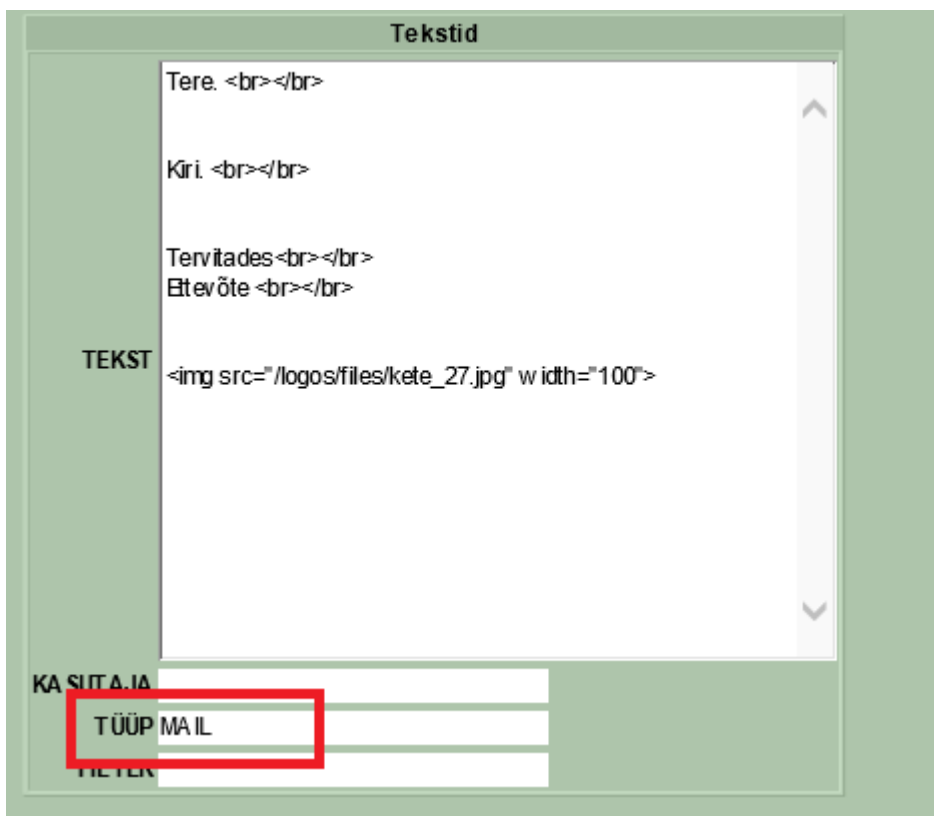 Tekstid
Tere. <br></br>
Kiri. <br></br>
Tervitades<br></br>
Ettevõte <br></br>
TEKST
<img src="/logos/files/kete_27.jpg" width="100">
KASUTAJA
TÜÜP MAIL